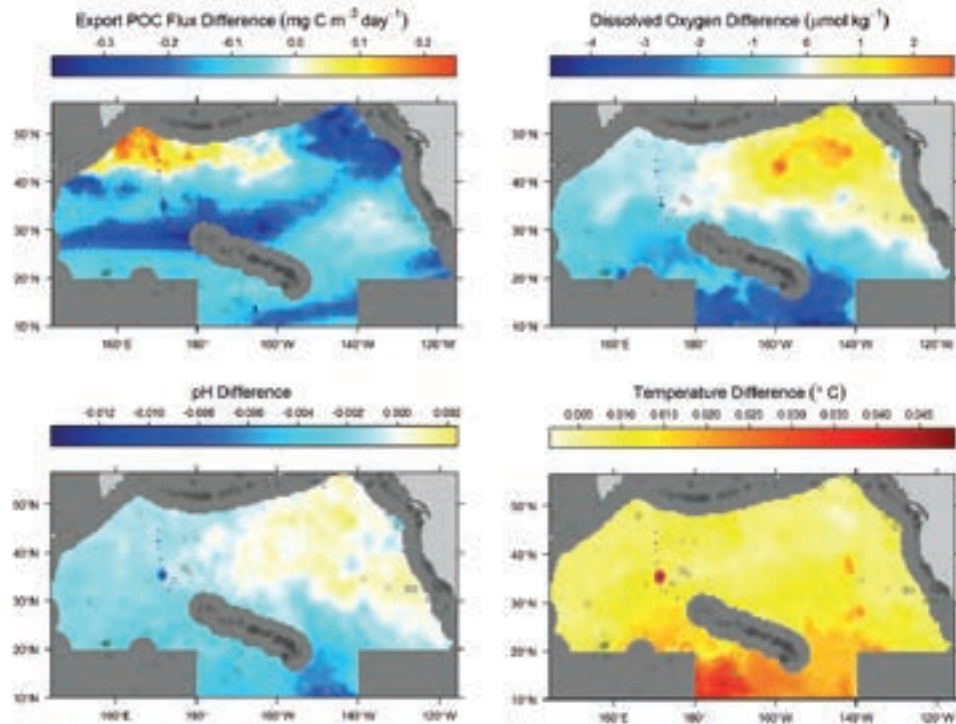 Export POC Flux Difference (mg C m⁻² day⁻¹)
-0.3 -0.2 -0.1 0.0 0.1 0.2
50°N
40°N
30°N
20°N
10°N
160°E 180° 160°W 140°W 120°W
Dissolved Oxygen Difference (μmol kg⁻¹)
-4 -3 -2 -1 0 1 2
50°N
40°N
30°N
20°N
10°N
160°E 180° 160°W 140°W 120°W
pH Difference
-0.012 -0.010 -0.008 -0.006 -0.004 -0.002 0.000 0.002
50°N
40°N
30°N
20°N
10°N
160°E 180° 160°W 140°W 120°W
Temperature Difference (° C)
0.005 0.010 0.015 0.020 0.025 0.030 0.035 0.040 0.045
50°N
40°N
30°N
20°N
10°N
160°E 180° 160°W 140°W 120°W